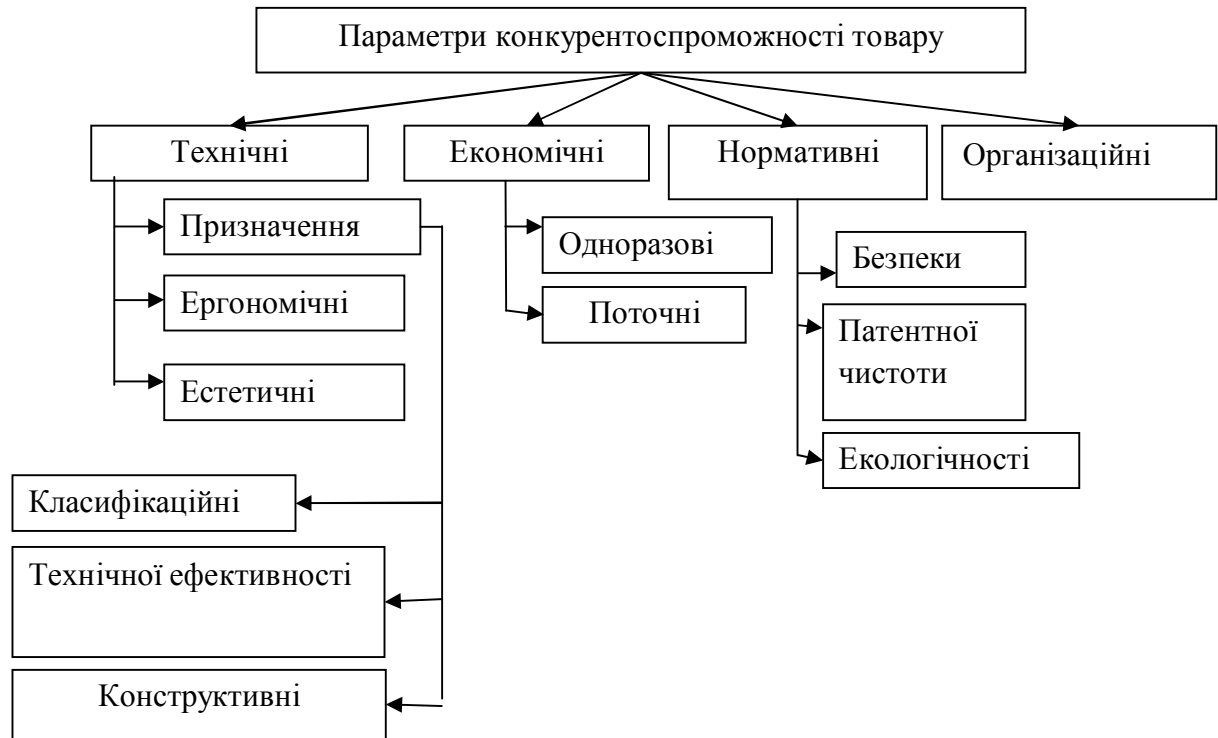 Параметри конкурентоспроможності товару
Технічні
Економічні
Нормативні
Організаційні
Призначення
Ергономічні
Естетичні
Одноразові
Поточні
Безпеки
Патентної
чистоти
Екологічності
Класифікаційні
Технічної ефективності
Конструктивні